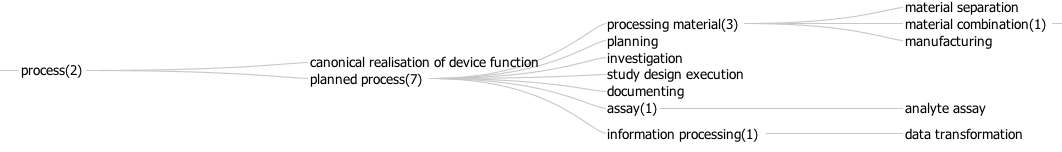 process(2)
canonical realisation of device function
planned process(7)
processing material(3)
planning
investigation
study design execution
documenting
assay(1)
information processing(1)
material separation
material combination(1)
manufacturing
analyte assay
data transformation